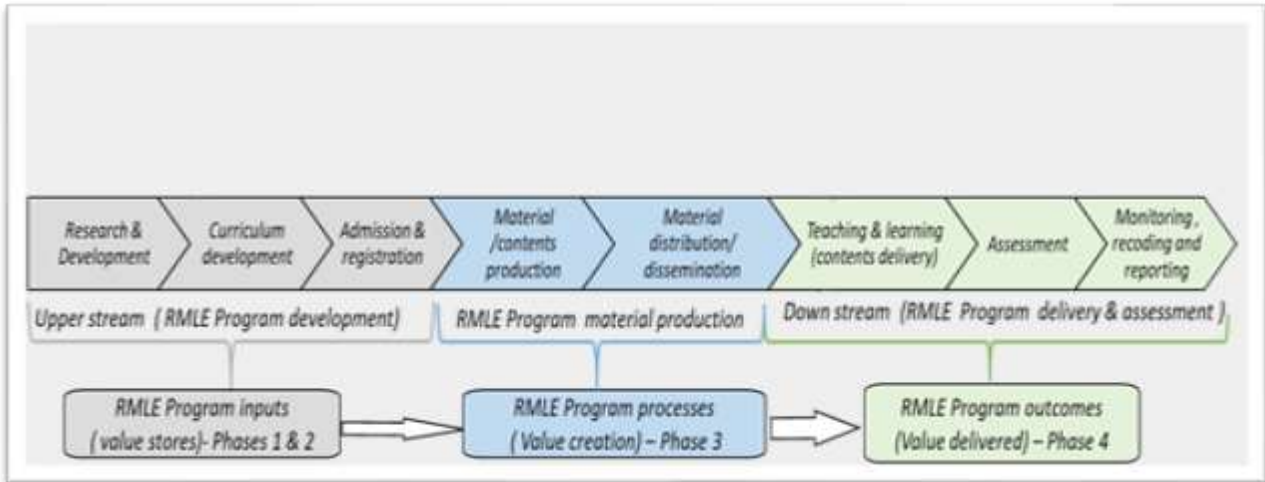 Research &
Development
Curriculum
development
Admission &
registration
Material
/contents
production
Material
distribution/
dissemination
Teaching & learning
(contents delivery)
Assessment
Monitoring ,
recoding and
reporting
Upper stream ( RMLE Program development)
RMLE Program material production
Down stream (RMLE Program delivery & assessment )
RMLE Program inputs
( value stores)- Phases 1 & 2
RMLE Program processes
( Value creation) – Phase 3
RMLE Program outcomes
(Value delivered) – Phase 4